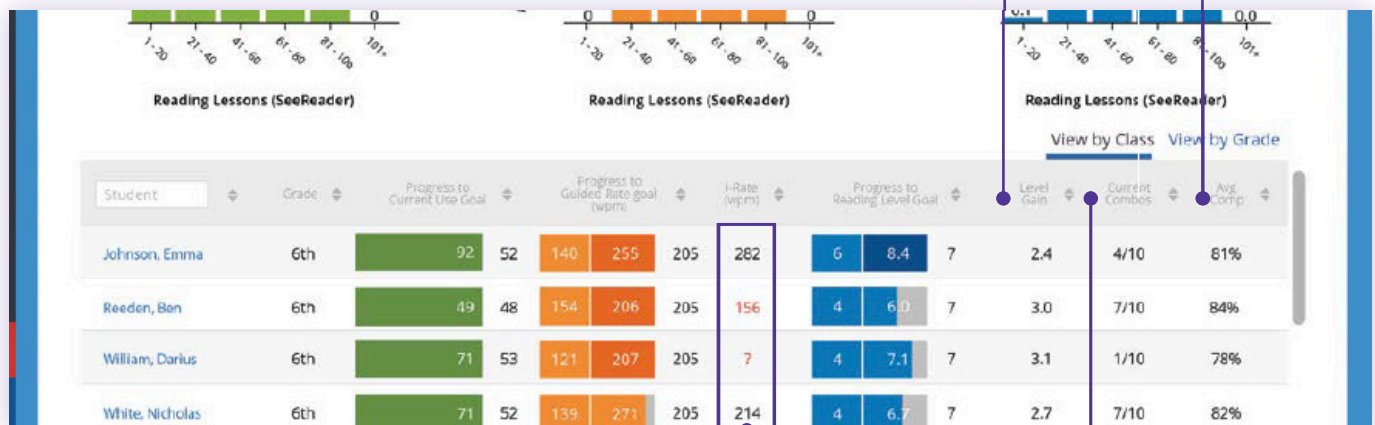 0 0 0 0.1 0.0
1 - 20 21 - 40 41 - 60 61 - 80 81 - 100 101+ 1 - 20 21 - 40 41 - 60 61 - 80 81 - 100 101+ 1 - 20 21 - 40 41 - 60 61 - 80 81 - 100 101+
Reading Lessons (SeeReader) Reading Lessons (SeeReader) Reading Lessons (SeeReader)
View by Class View by Grade
Student Grade Progress to Current Use Goal Progress to Guided Rate goal (wpm) I-Rate (wpm) Progress to Reading Level Goal Level Gain Current Combos Avg Comp
Johnson, Emma 6th 92 52 140 255 205 282 6 8.4 7 2.4 4/10 81%
Reeden, Ben 6th 49 48 154 206 205 156 4 6.0 7 3.0 7/10 84%
William, Darius 6th 71 53 121 207 205 ? 4 7.1 7 3.1 1/10 78%
White, Nicholas 6th 71 52 139 271 205 214 4 6.7 7 2.7 7/10 82%